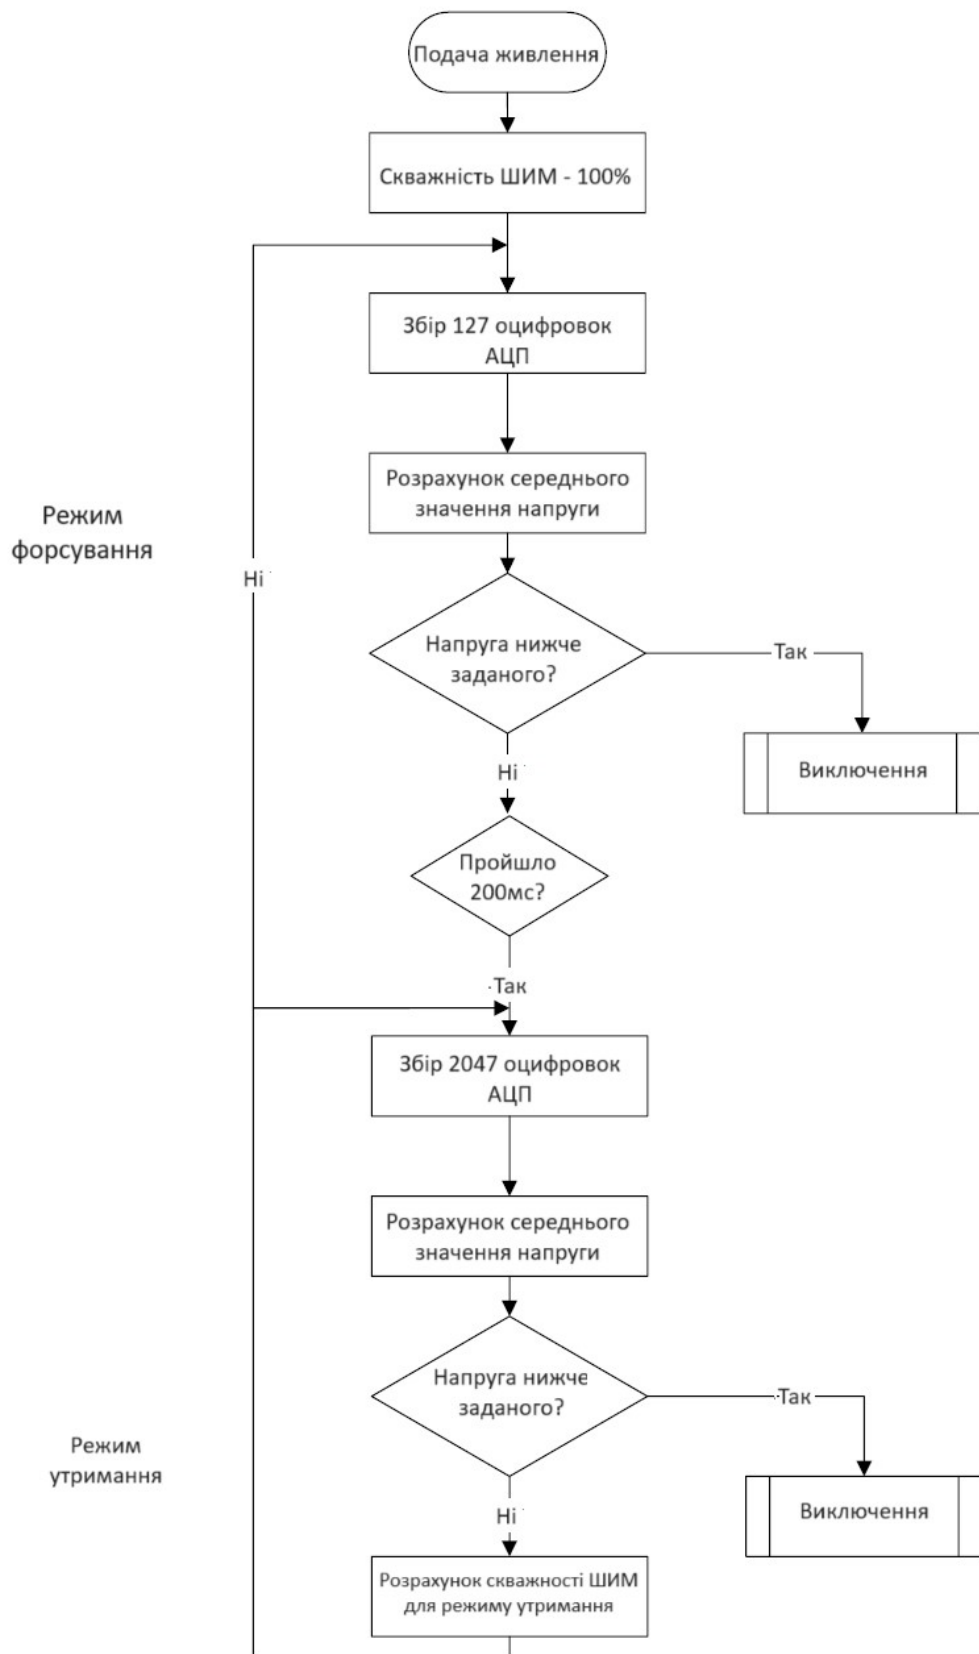 Подача живлення
Скважність ШИМ - 100%
Збір 127 оцифровок
АЦП
Розрахунок середнього
значення напруги
Режим
форсування
Ні
Напруга нижче
заданого?
Так
Виключення
Ні
Пройшло
200мс?
Так
Збір 2047 оцифровок
АЦП
Розрахунок середнього
значення напруги
Напруга нижче
заданого?
Так
Режим
утримання
Виключення
Ні
Розрахунок скважності ШИМ
для режиму утримання